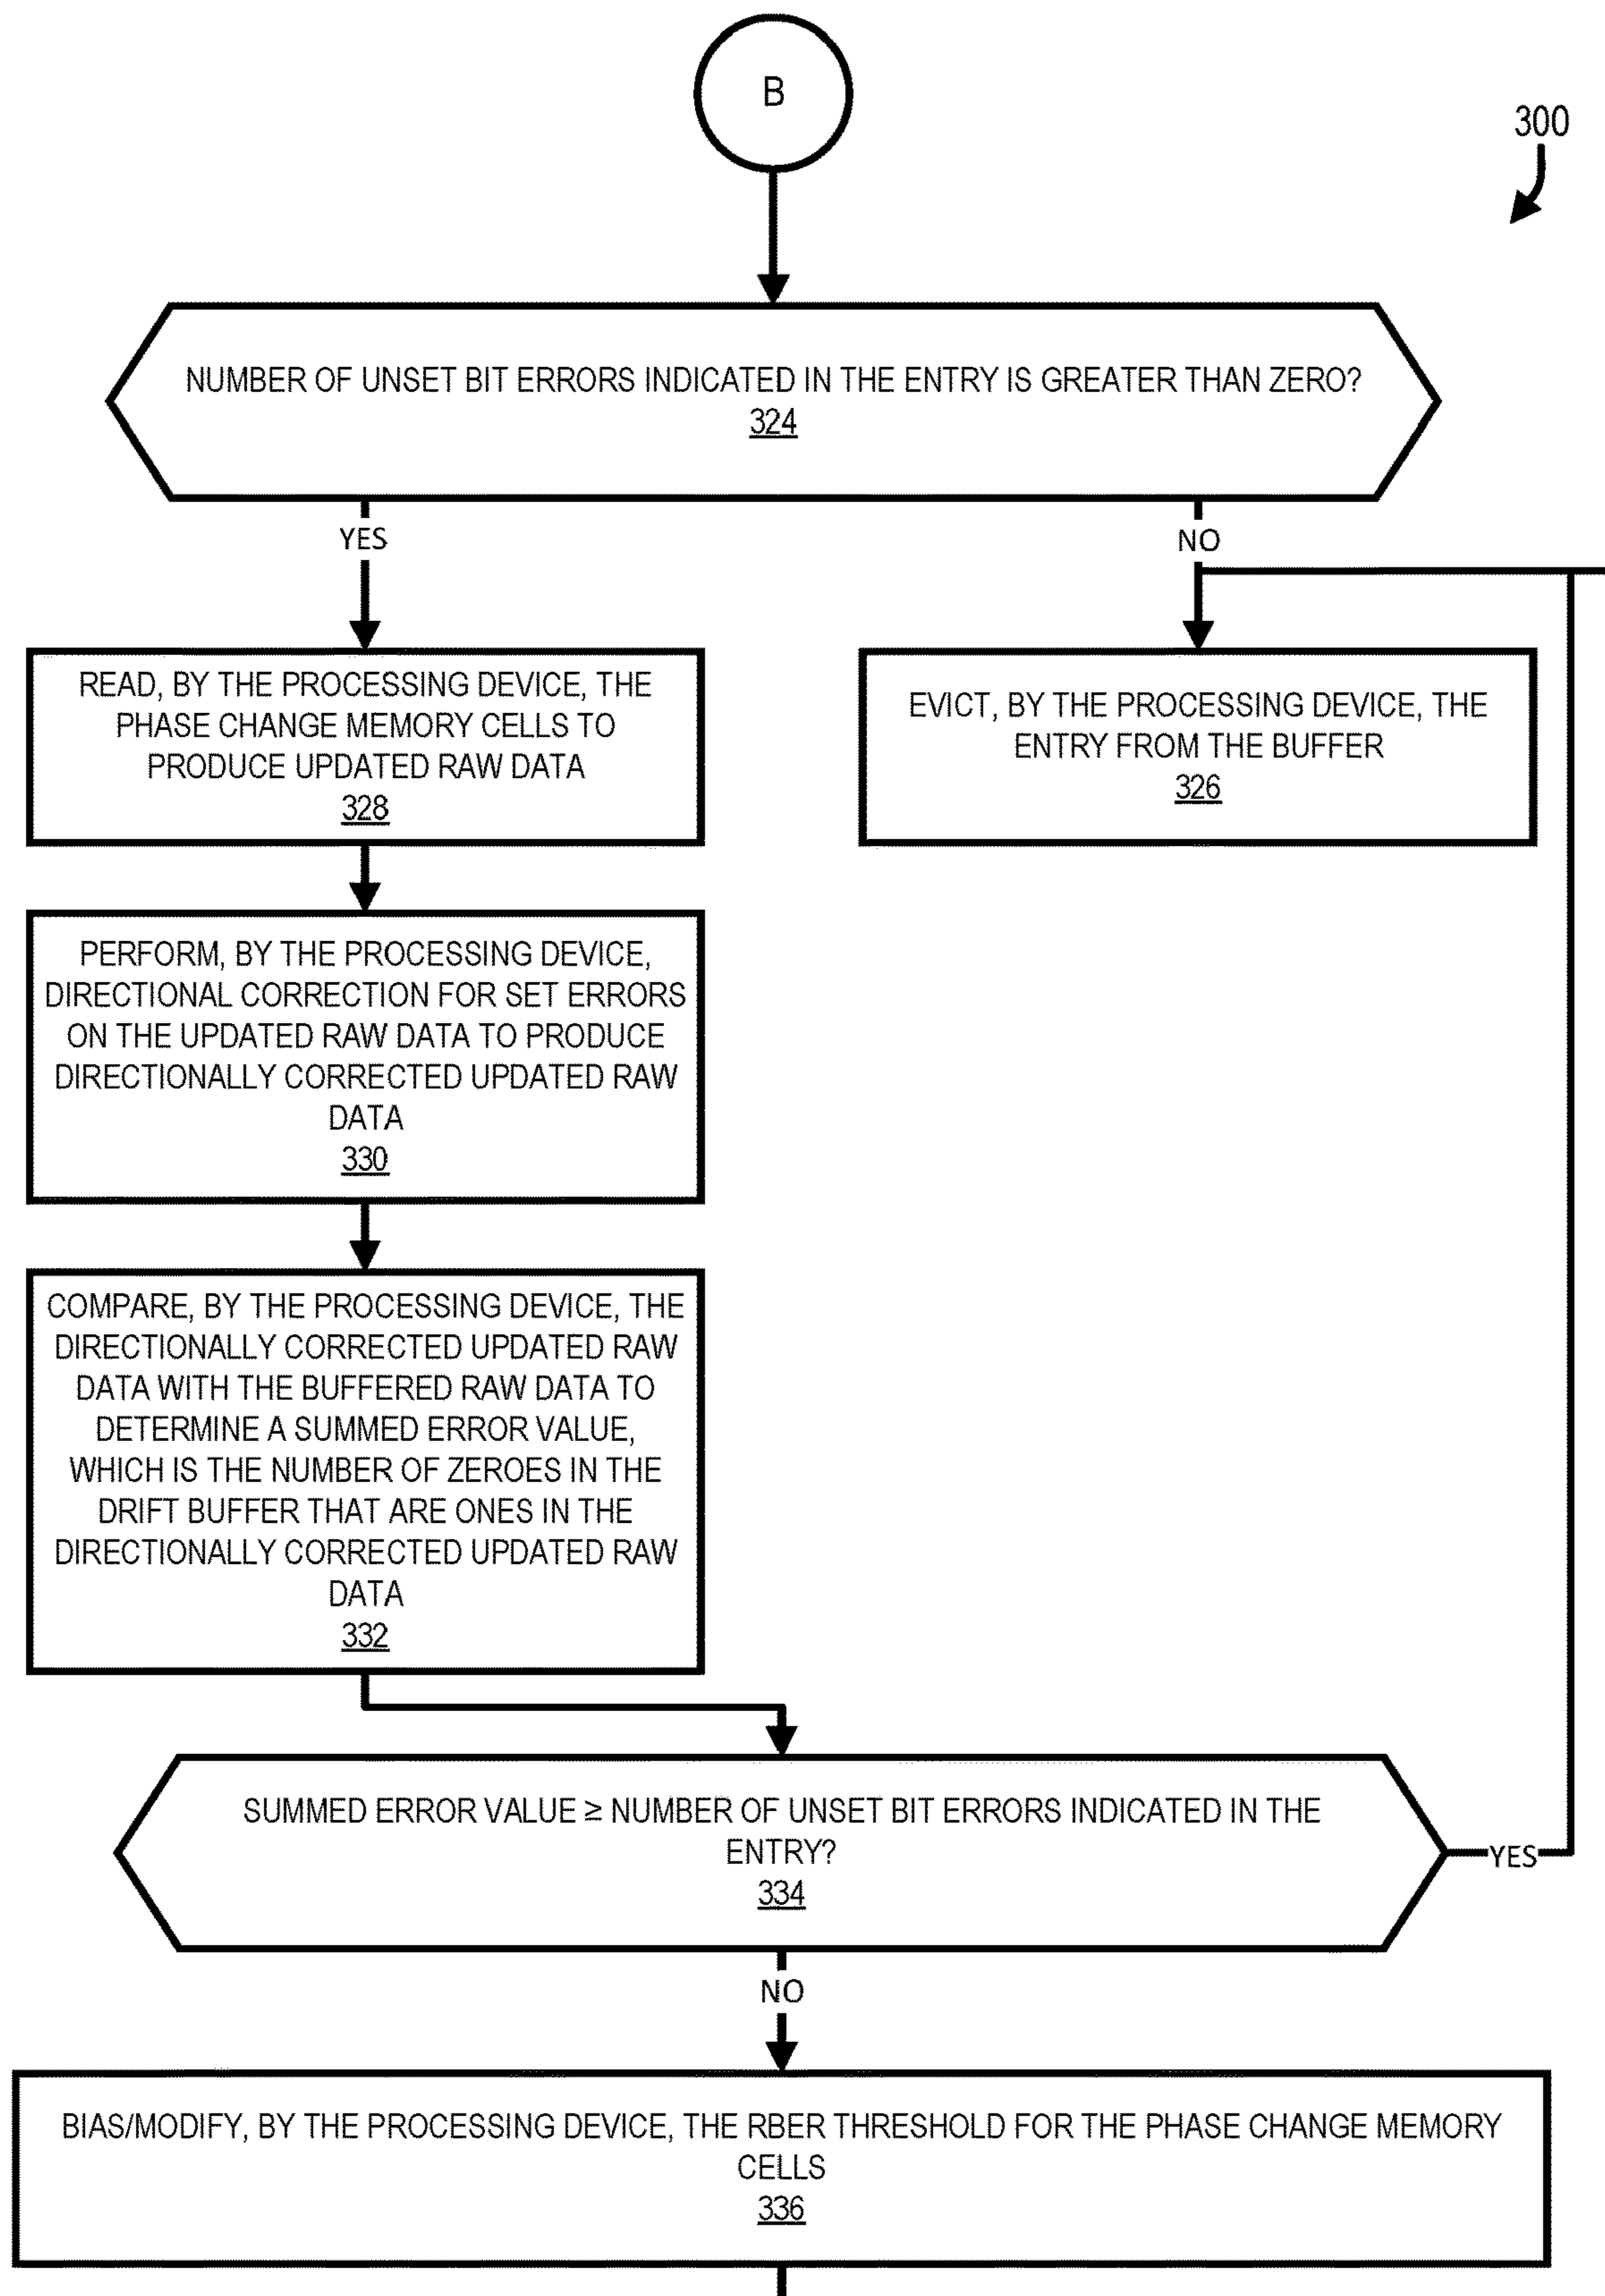 B
300
NUMBER OF UNSET BIT ERRORS INDICATED IN THE ENTRY IS GREATER THAN ZERO?
324
YES
NO
READ, BY THE PROCESSING DEVICE, THE
PHASE CHANGE MEMORY CELLS TO
PRODUCE UPDATED RAW DATA
328
EVICT, BY THE PROCESSING DEVICE, THE
ENTRY FROM THE BUFFER
326
PERFORM, BY THE PROCESSING DEVICE,
DIRECTIONAL CORRECTION FOR SET ERRORS
ON THE UPDATED RAW DATA TO PRODUCE
DIRECTIONALLY CORRECTED UPDATED RAW
DATA
330
COMPARE, BY THE PROCESSING DEVICE, THE
DIRECTIONALLY CORRECTED UPDATED RAW
DATA WITH THE BUFFERED RAW DATA TO
DETERMINE A SUMMED ERROR VALUE,
WHICH IS THE NUMBER OF ZEROES IN THE
DRIFT BUFFER THAT ARE ONES IN THE
DIRECTIONALLY CORRECTED UPDATED RAW
DATA
332
SUMMED ERROR VALUE ≥ NUMBER OF UNSET BIT ERRORS INDICATED IN THE
ENTRY?
334
YES
NO
BIAS/MODIFY, BY THE PROCESSING DEVICE, THE RBER THRESHOLD FOR THE PHASE CHANGE MEMORY
CELLS
336